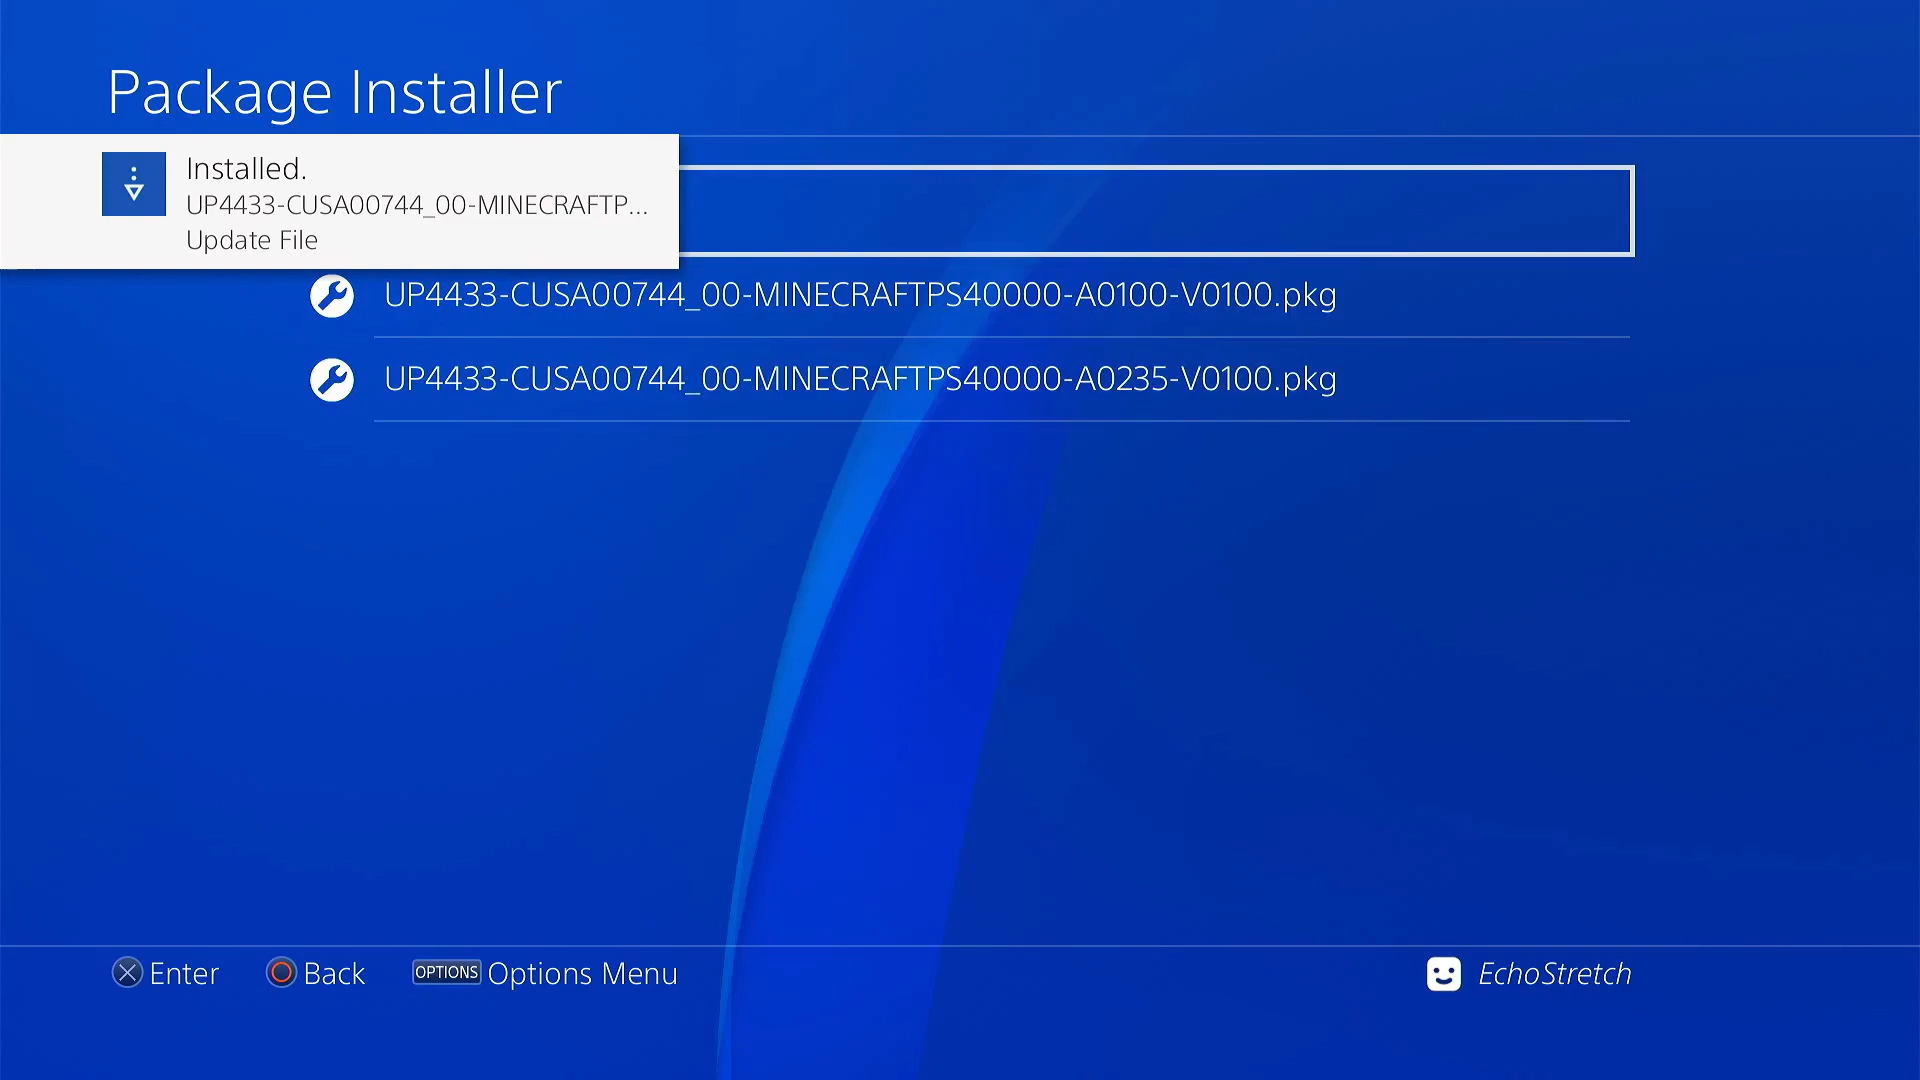 Package Installer
Installed.
UP4433-CUSA00744_00-MINECRAFTP...
Update File
UP4433-CUSA00744_00-MINECRAFTPS40000-A0100-V0100.pkg
UP4433-CUSA00744_00-MINECRAFTPS40000-A0235-V0100.pkg
Enter Back OPTIONS Options Menu EchoStretch